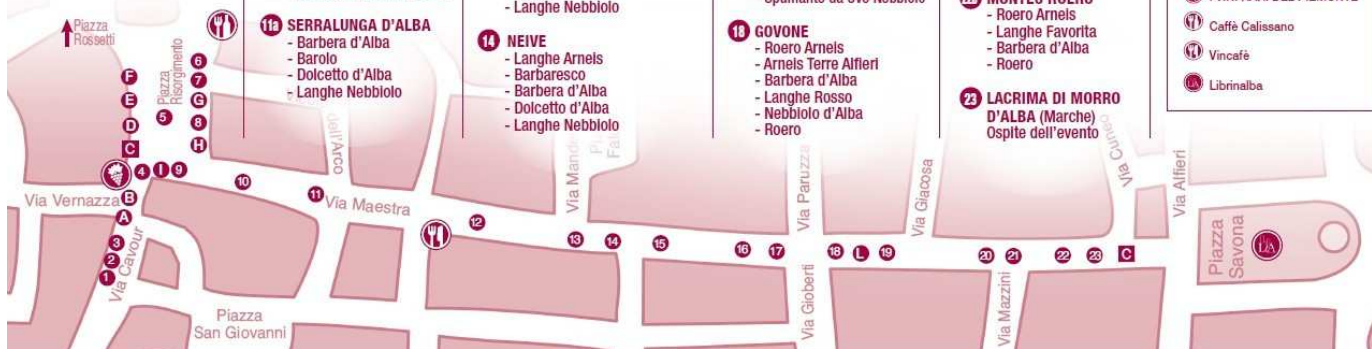 - Langhe Nebbiolo
11a SERRALUNGA D'ALBA
- Barbera d'Alba
- Barolo
- Dolcetto d'Alba
- Langhe Nebbiolo
14 NEIVE
- Langhe Arneis
- Barbaresco
- Barbera d'Alba
- Dolcetto d'Alba
- Langhe Nebbiolo
18 GOVONE
- Roero Arneis
- Arneis Terre Alfieri
- Barbera d'Alba
- Langhe Rosso
- Nebbiolo d'Alba
- Roero
- Roero Arneis
- Langhe Favorita
- Barbera d'Alba
- Roero
23 LACRIMA DI MORRO
D'ALBA (Marche)
Ospite dell'evento
Caffè Calissano
Vincafè
Librinalba
Piazza
Rossetti
Piazza
Risorgimento
5
6
7
G
8
H
F
E
D
C
4 I 9
B
A
3
2
1
10
11
12
13
14
15
16
17
18
L
19
20
21
22
23
C
Via Vernazza
Via Cavour
Via Maestra
dell'Arco
Via Paruzza
Via Giacosa
Via Cuneo
Via Alfieri
Via Gioberti
Via Mazzini
Piazza
San Giovanni
Piazza
Savona